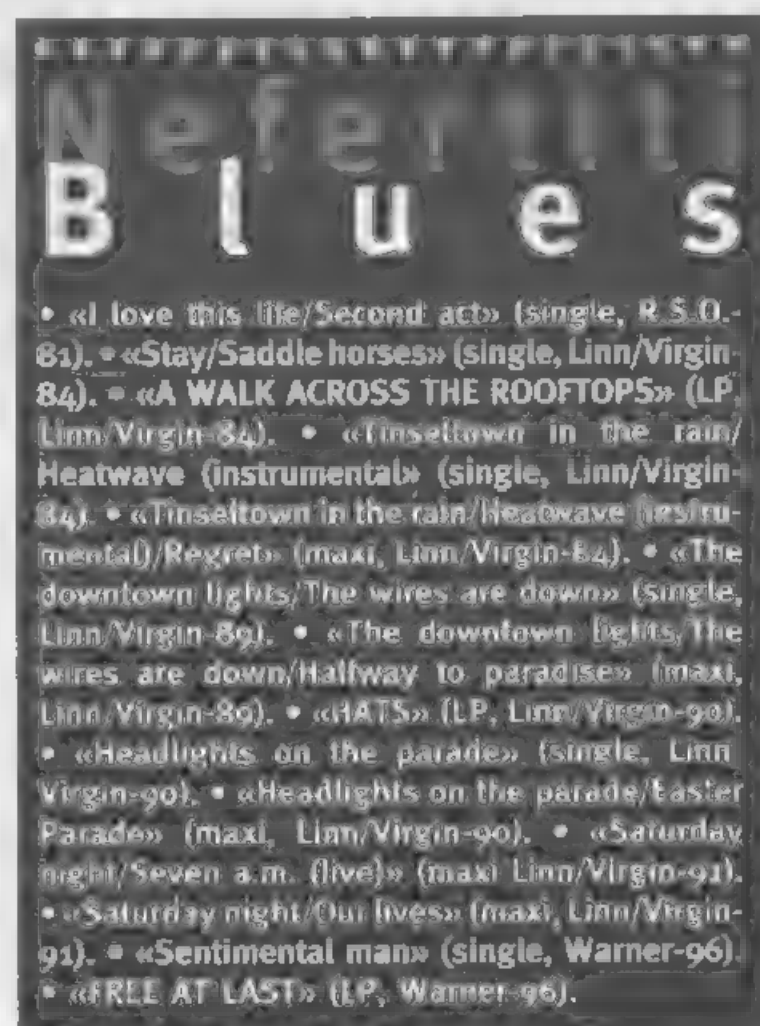 Nefertiti
Blues
• «I love this life/Second act» (single, R.S.O.-
81). • «Stay/Saddle horses» (single, Linn/Virgin-
84). • «A WALK ACROSS THE ROOFTOPS» (LP,
Linn/Virgin-84). • «Tinseltown in the rain/
Heatwave (instrumental» (single, Linn/Virgin-
84). • «Tinseltown in the rain/Heatwave (instru-
mental)/Regret» (maxi, Linn/Virgin-84). • «The
downtown lights/The wires are down» (single,
Linn/Virgin-89). • «The downtown lights/The
wires are down/Halfway to paradise» (maxi,
Linn/Virgin-89). • «HATS» (LP, Linn/Virgin-90).
• «Headlights on the parade» (single, Linn
Virgin-90). • «Headlights on the parade/Easter
Parade» (maxi, Linn/Virgin-90). • «Saturday
night/Seven a.m. (live)» (maxi Linn/Virgin-91).
• «Saturday night/Our lives» (maxi, Linn/Virgin-
91). • «Sentimental man» (single, Warner-96).
• «FREE AT LAST» (LP, Warner-96).